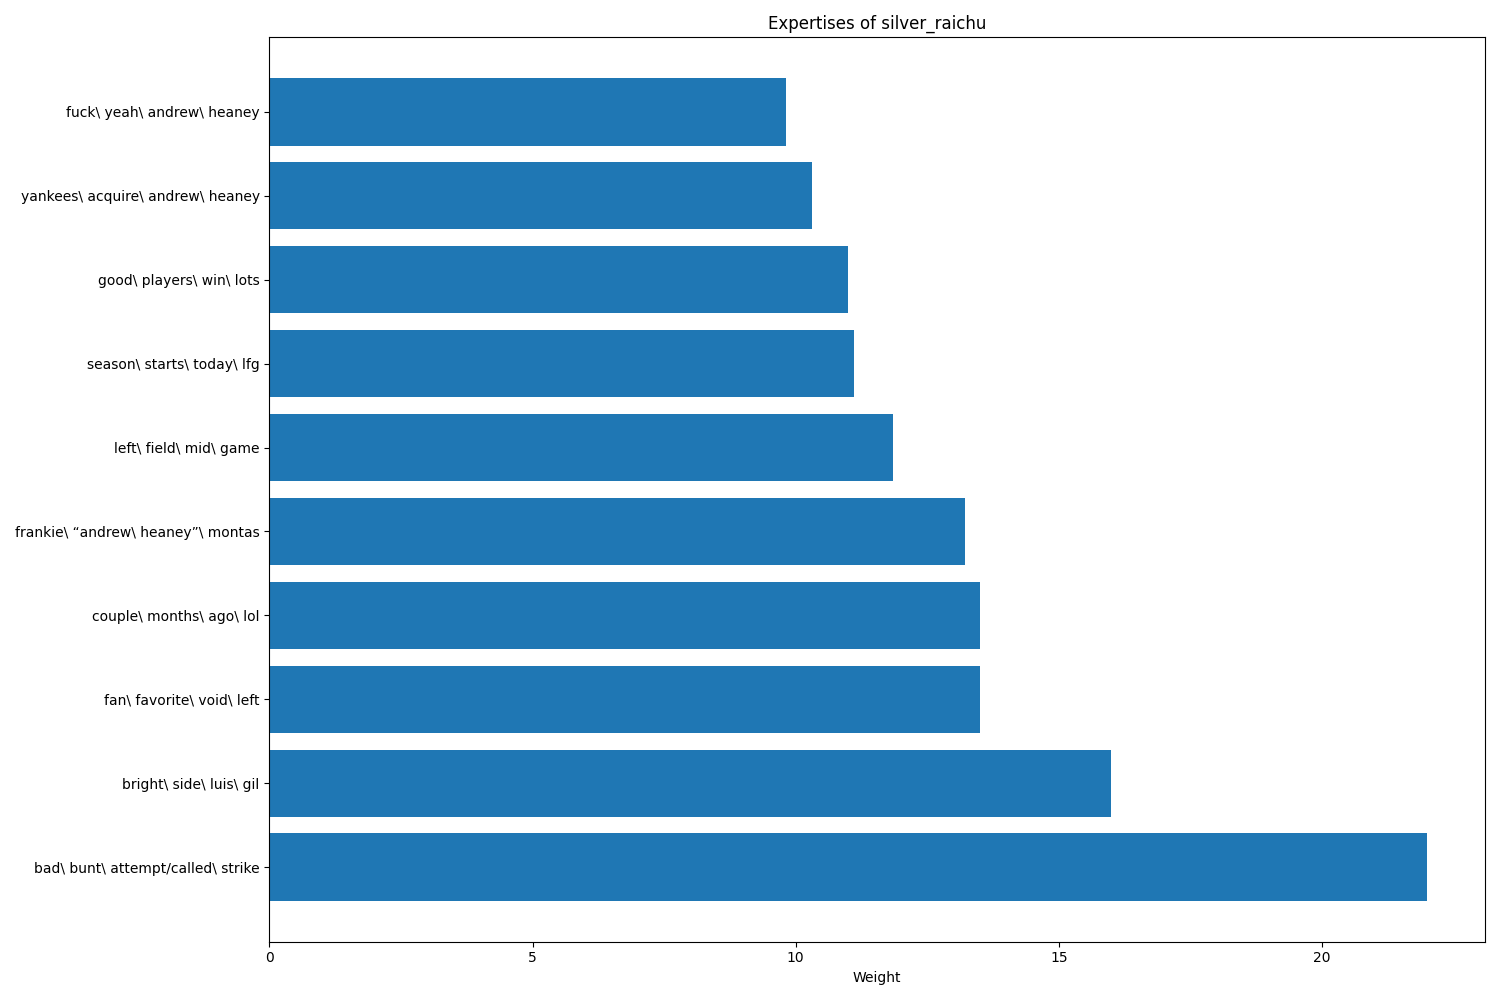 Expertises of silver_raichu
fuck\ yeah\ andrew\ heaney
yankees\ acquire\ andrew\ heaney
good\ players\ win\ lots
season\ starts\ today\ lfg
left\ field\ mid\ game
frankie\ “andrew\ heaney”\ montas
couple\ months\ ago\ lol
fan\ favorite\ void\ left
bright\ side\ luis\ gil
bad\ bunt\ attempt/called\ strike
0 5 10 15 20
Weight